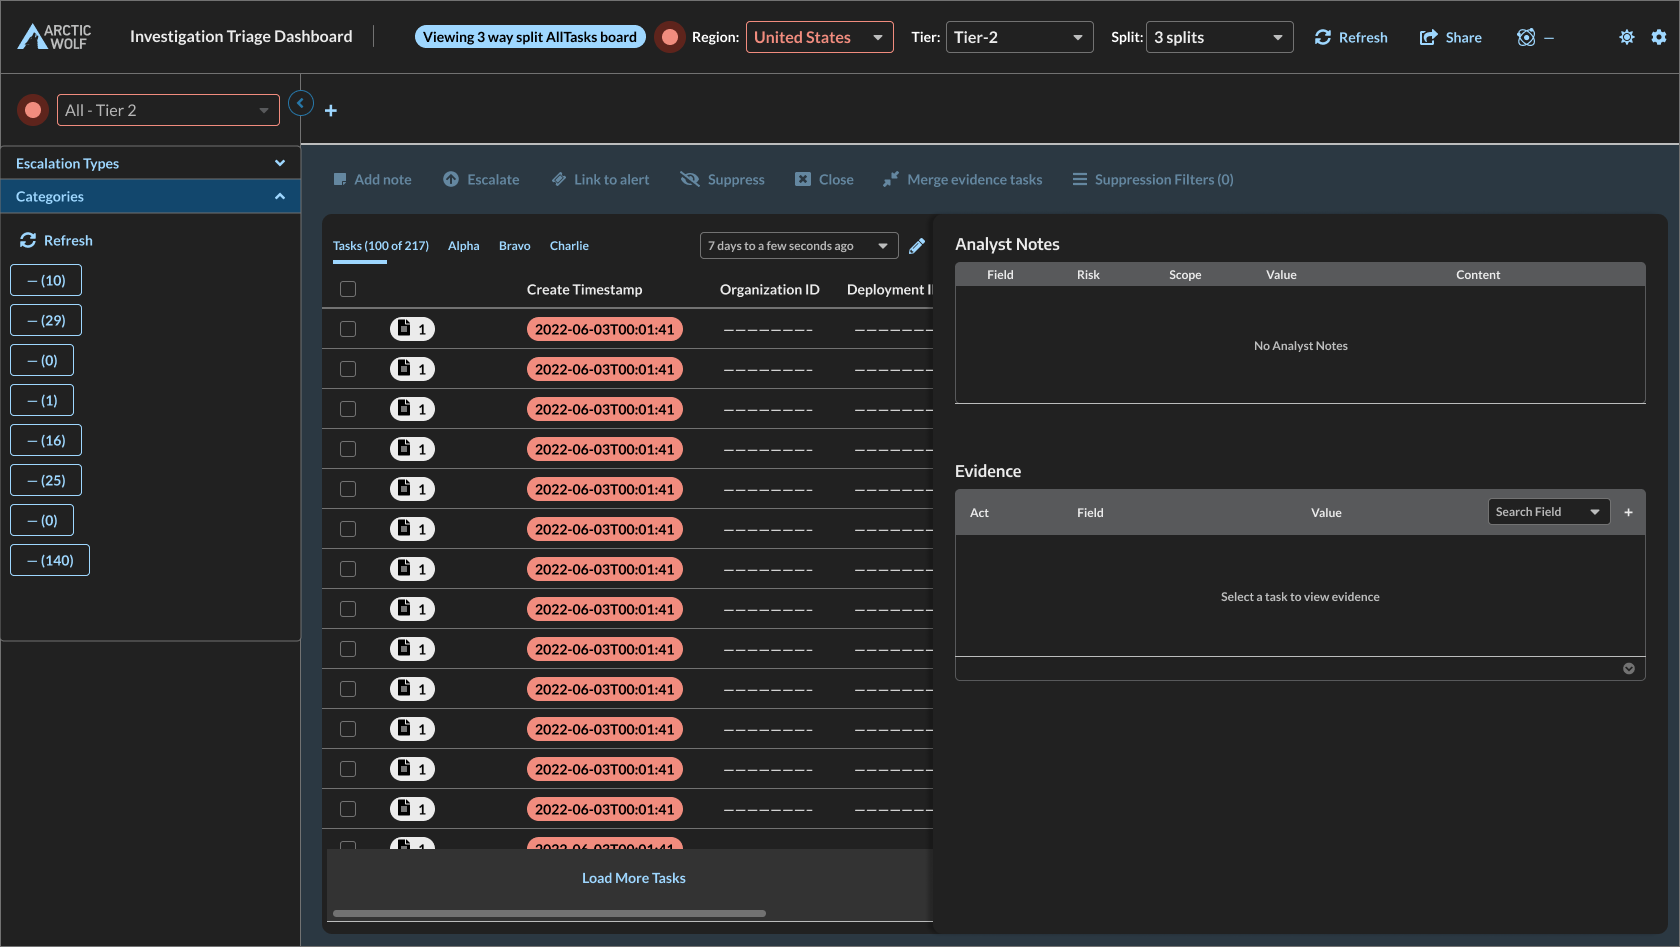 ARCTIC
WOLF
Investigation Triage Dashboard
Viewing 3 way split AllTasks board
Region: United States
Tier: Tier-2
Split: 3 splits
Refresh
Share
—
All - Tier 2
Escalation Types
Categories
Refresh
— (10)
— (29)
— (0)
— (1)
— (16)
— (25)
— (0)
— (140)
Add note
Escalate
Link to alert
Suppress
Close
Merge evidence tasks
Suppression Filters (0)
Tasks (100 of 217)
Alpha
Bravo
Charlie
7 days to a few seconds ago
Create Timestamp Organization ID Deployment I
1 2022-06-03T00:01:41 ———————– ———————
1 2022-06-03T00:01:41 ———————– ———————
1 2022-06-03T00:01:41 ———————– ———————
1 2022-06-03T00:01:41 ———————– ———————
1 2022-06-03T00:01:41 ———————– ———————
1 2022-06-03T00:01:41 ———————– ———————
1 2022-06-03T00:01:41 ———————– ———————
1 2022-06-03T00:01:41 ———————– ———————
1 2022-06-03T00:01:41 ———————– ———————
1 2022-06-03T00:01:41 ———————– ———————
1 2022-06-03T00:01:41 ———————– ———————
1 2022-06-03T00:01:41 ———————– ———————
1 2022-06-03T00:01:41 ———————– ———————
1 2022-06-03T00:01:41
Load More Tasks
Analyst Notes
Field Risk Scope Value Content
No Analyst Notes
Evidence
Act Field Value Search Field +
Select a task to view evidence